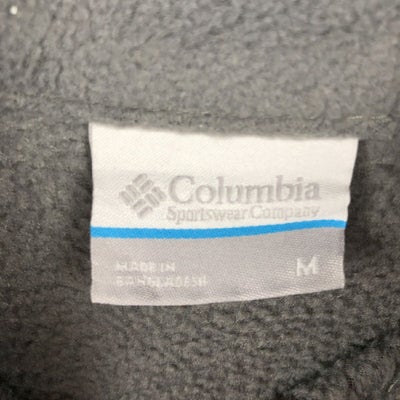 Columbia
Sportswear Company
MADE IN
BANGLADESH
M